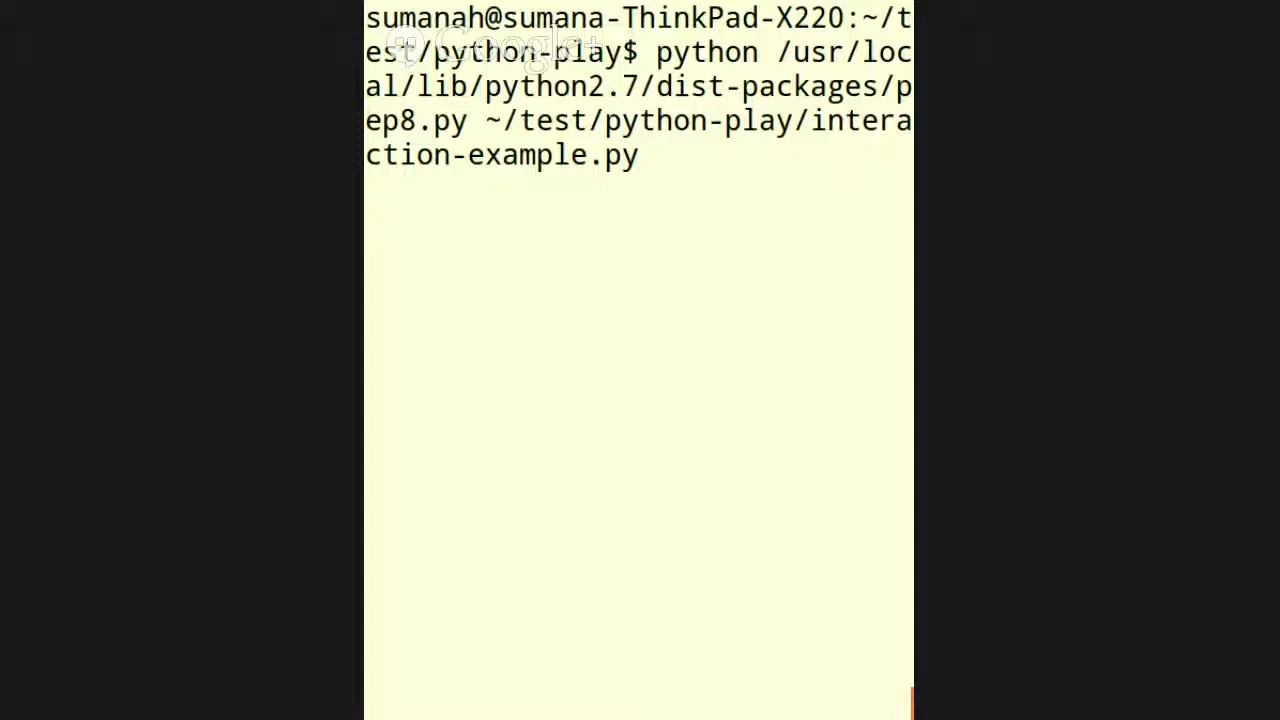 sumanah@sumana-ThinkPad-X220:~/t
est/python-play$ python /usr/loc
al/lib/python2.7/dist-packages/p
ep8.py ~/test/python-play/intera
ction-example.py
Google+